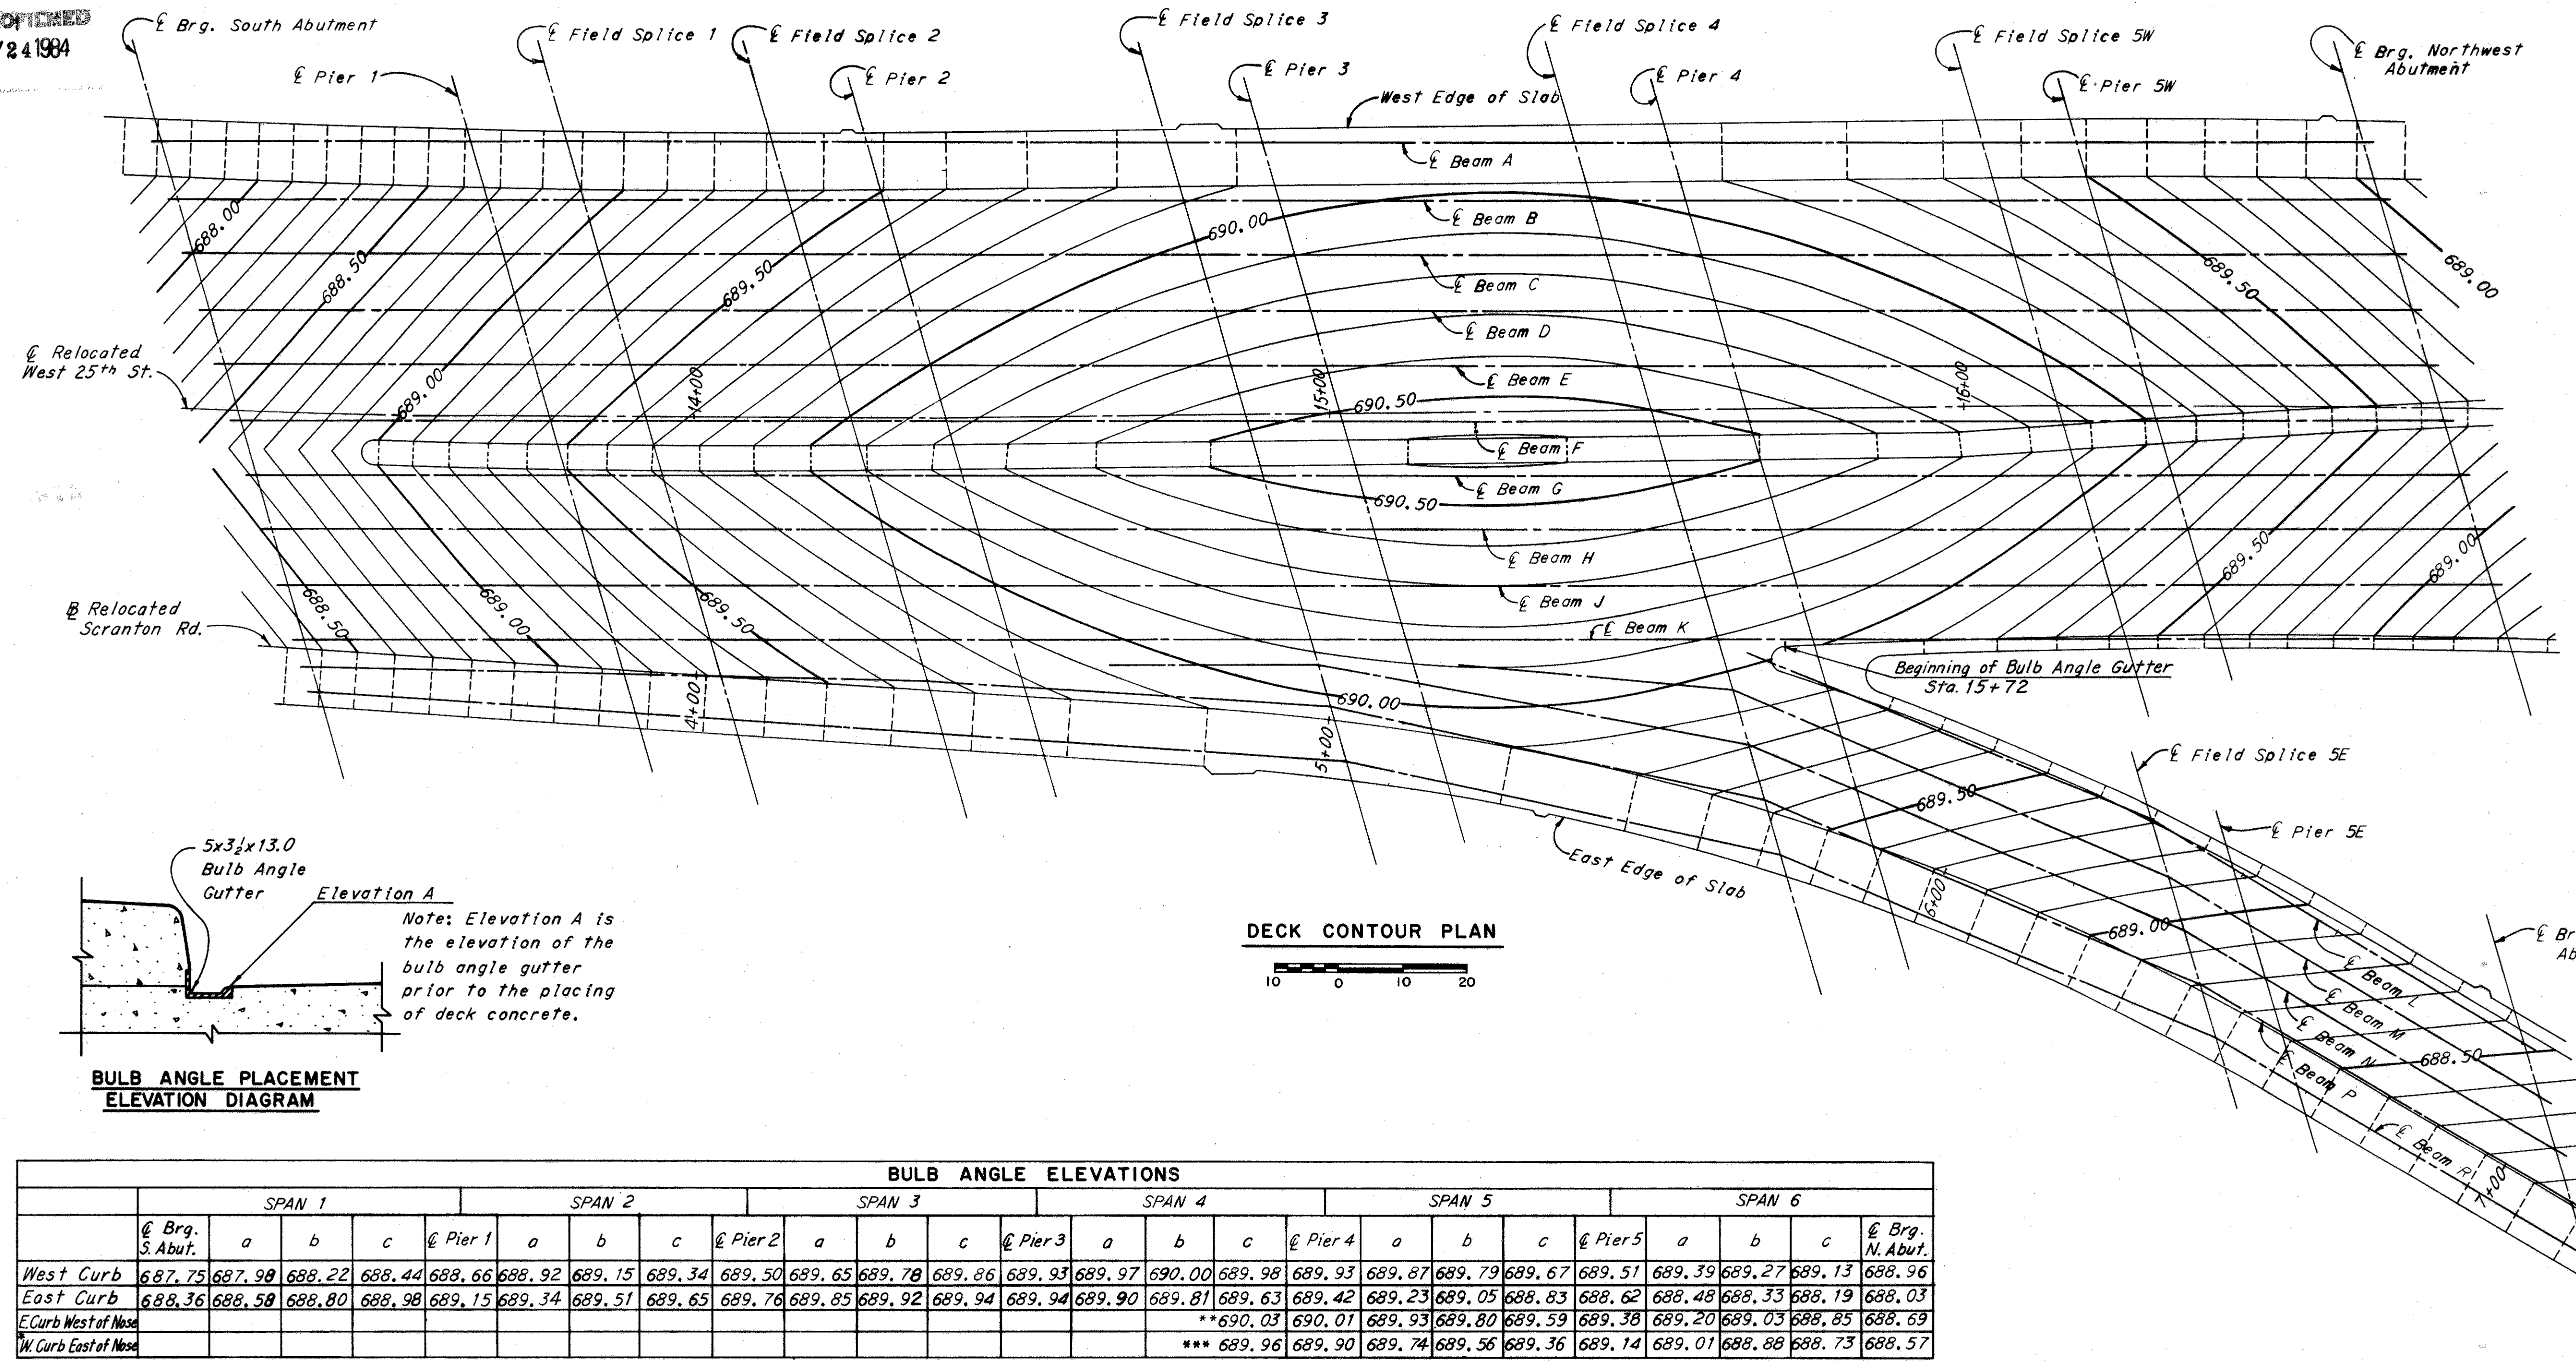 24 1984
℄ Brg. South Abutment
℄ Pier 1
℄ Field Splice 1
℄ Field Splice 2
℄ Pier 2
℄ Field Splice 3
℄ Pier 3
West Edge of Slab
℄ Field Splice 4
℄ Pier 4
℄ Field Splice 5W
℄ Pier 5W
℄ Brg. Northwest
Abutment
℄ Beam A
℄ Beam B
℄ Beam C
℄ Beam D
℄ Beam E
℄ Beam F
℄ Beam G
℄ Beam H
℄ Beam J
℄ Beam K
688.00
688.50
689.00
689.50
690.00
690.50
689.50
689.00
℄ Relocated
West 25th St.
14+00
15+00
16+00
690.50
688.50
689.00
689.50
690.00
689.50
689.00
Relocated
Scranton Rd.
4+00
5+00
6+00
7+00
Beginning of Bulb Angle Gutter
Sta. 15+72
℄ Field Splice 5E
℄ Pier 5E
℄ Br
Ab
689.50
689.00
688.50
℄ Beam L
℄ Beam M
℄ Beam N
℄ Beam P
℄ Beam R
East Edge of Slab
DECK CONTOUR PLAN
10 0 10 20
5x3½x13.0
Bulb Angle
Gutter
Elevation A
Note: Elevation A is
the elevation of the
bulb angle gutter
prior to the placing
of deck concrete.
BULB ANGLE PLACEMENT
ELEVATION DIAGRAM
BULB ANGLE ELEVATIONS
SPAN 1 SPAN 2 SPAN 3 SPAN 4 SPAN 5 SPAN 6
℄ Brg. S. Abut. a b c ℄ Pier 1 a b c ℄ Pier 2 a b c ℄ Pier 3 a b c ℄ Pier 4 a b c ℄ Pier 5 a b c ℄ Brg. N. Abut.
West Curb 687.75 687.98 688.22 688.44 688.66 688.92 689.15 689.34 689.50 689.65 689.78 689.86 689.93 689.97 690.00 689.98 689.93 689.87 689.79 689.67 689.51 689.39 689.27 689.13 688.96
East Curb 688.36 688.58 688.80 688.98 689.15 689.34 689.51 689.65 689.76 689.85 689.92 689.94 689.94 689.90 689.81 689.63 689.42 689.23 689.05 688.83 688.62 688.48 688.33 688.19 688.03
E. Curb West of Nose **690.03 690.01 689.93 689.80 689.59 689.38 689.20 689.03 688.85 688.69
*W. Curb East of Nose *** 689.96 689.90 689.74 689.56 689.36 689.14 689.01 688.88 688.73 688.57